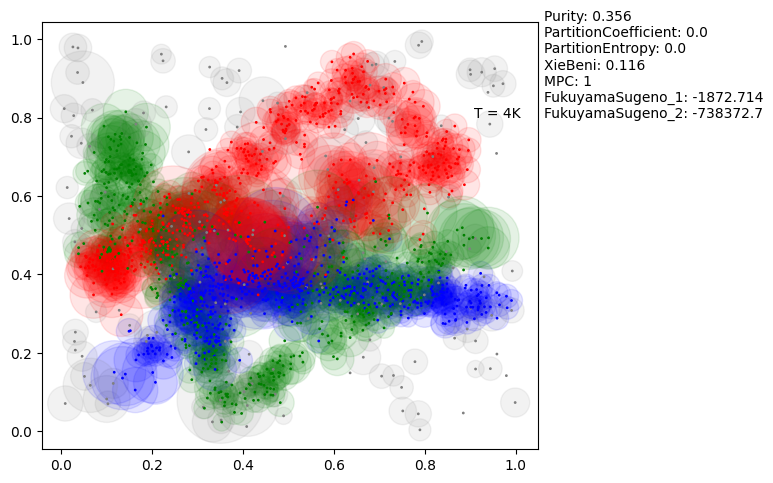 Purity: 0.356
PartitionCoefficient: 0.0
PartitionEntropy: 0.0
XieBeni: 0.116
MPC: 1
FukuyamaSugeno_1: -1872.714
FukuyamaSugeno_2: -738372.7
T = 4K
1.0
0.8
0.6
0.4
0.2
0.0
0.0 0.2 0.4 0.6 0.8 1.0